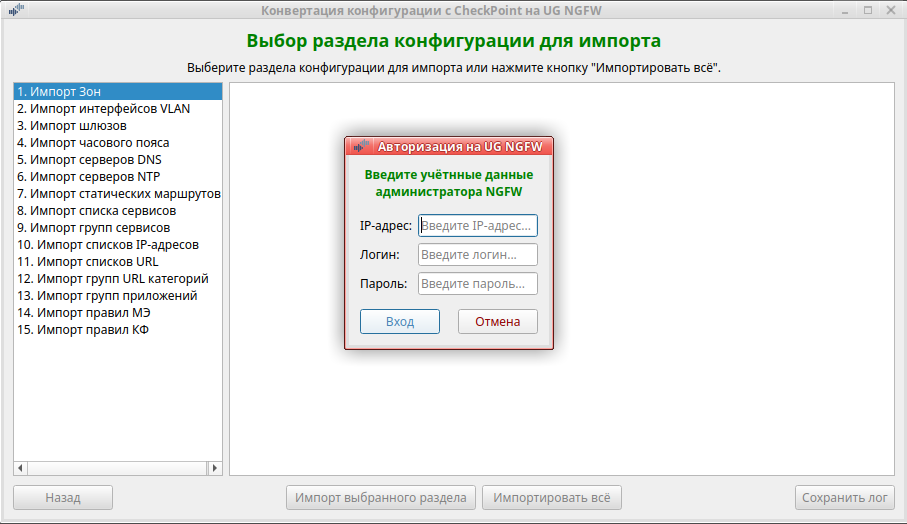 Конвертация конфигурации с CheckPoint на UG NGFW
Выбор раздела конфигурации для импорта
Выберите раздела конфигурации для импорта или нажмите кнопку "Импортировать всё".
1. Импорт Зон
2. Импорт интерфейсов VLAN
3. Импорт шлюзов
4. Импорт часового пояса
5. Импорт серверов DNS
6. Импорт серверов NTP
7. Импорт статических маршрутов
8. Импорт списка сервисов
9. Импорт групп сервисов
10. Импорт списков IP-адресов
11. Импорт списков URL
12. Импорт групп URL категорий
13. Импорт групп приложений
14. Импорт правил МЭ
15. Импорт правил КФ
Авторизация на UG NGFW
Введите учётнные данные
администратора NGFW
IP-адрес: Введите IP-адрес...
Логин: Введите логин...
Пароль: Введите пароль...
Вход Отмена
Назад Импорт выбранного раздела Импортировать всё Сохранить лог